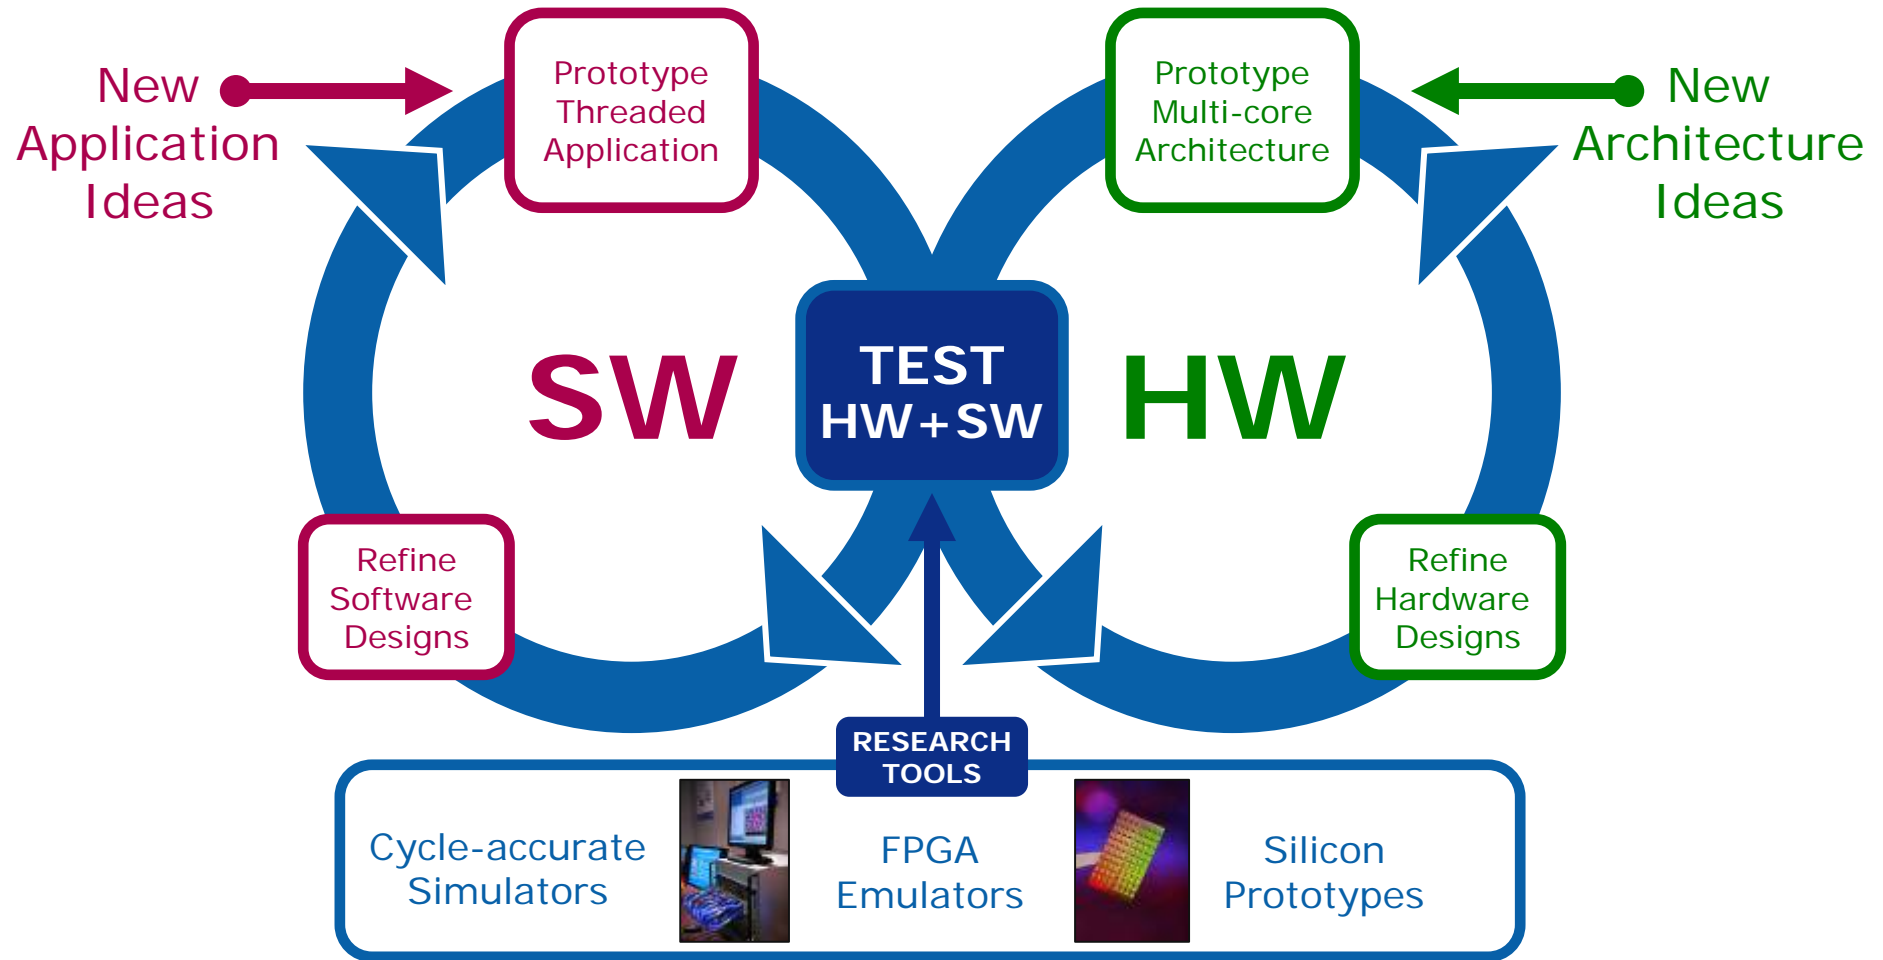 New
Application
Ideas
Prototype
Threaded
Application
Prototype
Multi-core
Architecture
New
Architecture
Ideas
SW
TEST
HW+SW
HW
Refine
Software
Designs
Refine
Hardware
Designs
RESEARCH
TOOLS
Cycle-accurate
Simulators
FPGA
Emulators
Silicon
Prototypes